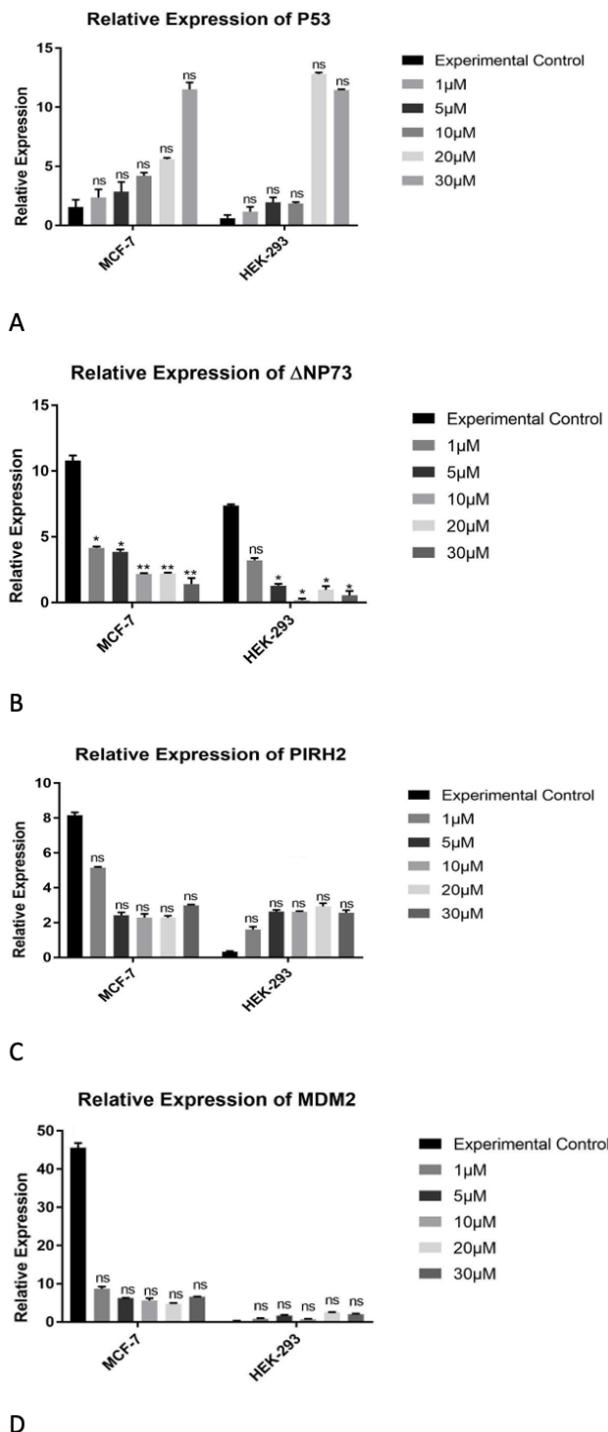 Relative Expression of P53
Relative Expression
15
10
5
0
ns ns ns ns ns ns
ns ns ns ns ns
MCF-7
HEK-293
Experimental Control
1µM
5µM
10µM
20µM
30µM
A
Relative Expression of ΔNP73
Relative Expression
15
10
5
0
* * ** ** **
ns * * * *
MCF-7
HEK-293
Experimental Control
1µM
5µM
10µM
20µM
30µM
B
Relative Expression of PIRH2
Relative Expression
8
6
4
2
0
ns ns ns ns ns
ns ns ns ns ns
MCF-7
HEK-293
Experimental Control
1µM
5µM
10µM
20µM
30µM
C
Relative Expression of MDM2
Relative Expression
50
40
30
20
10
0
ns ns ns ns ns
ns ns ns ns ns
MCF-7
HEK-293
Experimental Control
1µM
5µM
10µM
20µM
30µM
D